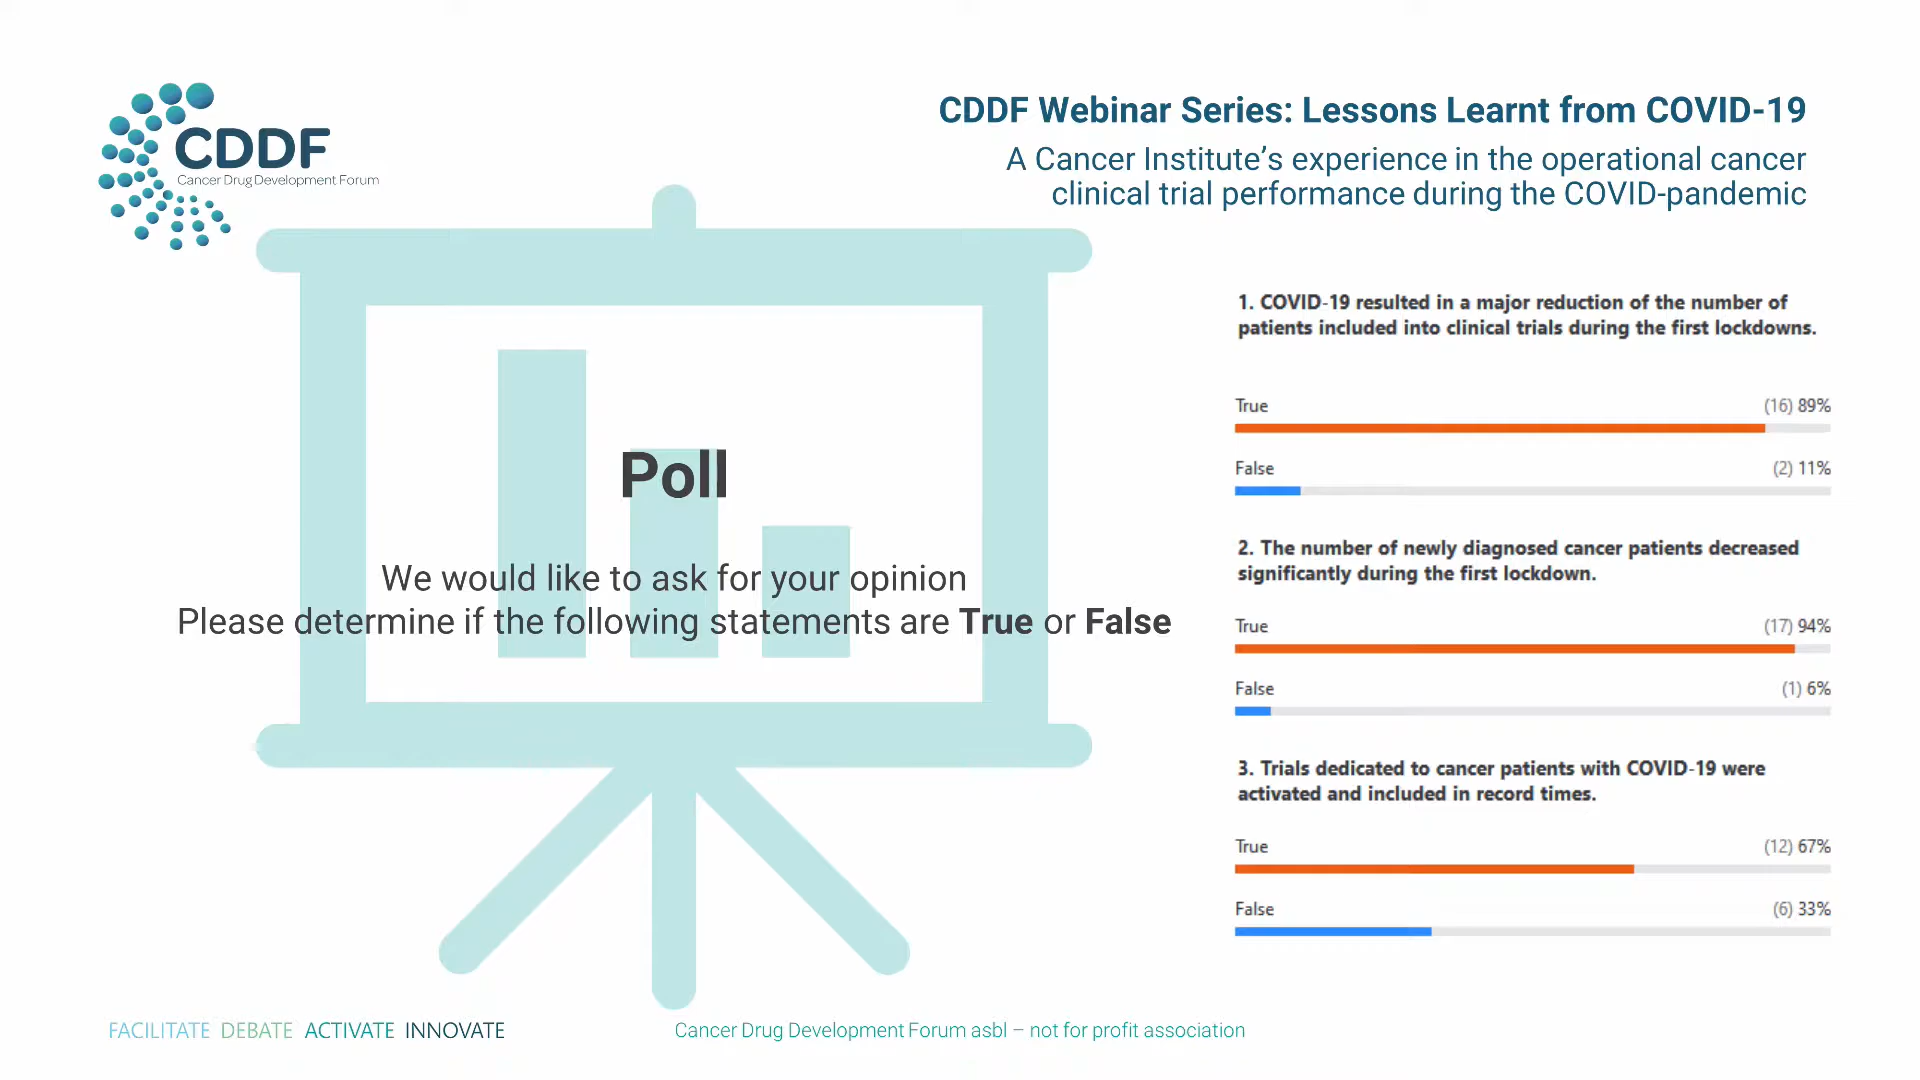 CDDF
Cancer Drug Development Forum
CDDF Webinar Series: Lessons Learnt from COVID-19
A Cancer Institute’s experience in the operational cancer
clinical trial performance during the COVID-pandemic
Poll
We would like to ask for your opinion
Please determine if the following statements are True or False
1. COVID-19 resulted in a major reduction of the number of
patients included into clinical trials during the first lockdowns.
True (16) 89%
False (2) 11%
2. The number of newly diagnosed cancer patients decreased
significantly during the first lockdown.
True (17) 94%
False (1) 6%
3. Trials dedicated to cancer patients with COVID-19 were
activated and included in record times.
True (12) 67%
False (6) 33%
FACILITATE DEBATE ACTIVATE INNOVATE
Cancer Drug Development Forum asbl – not for profit association